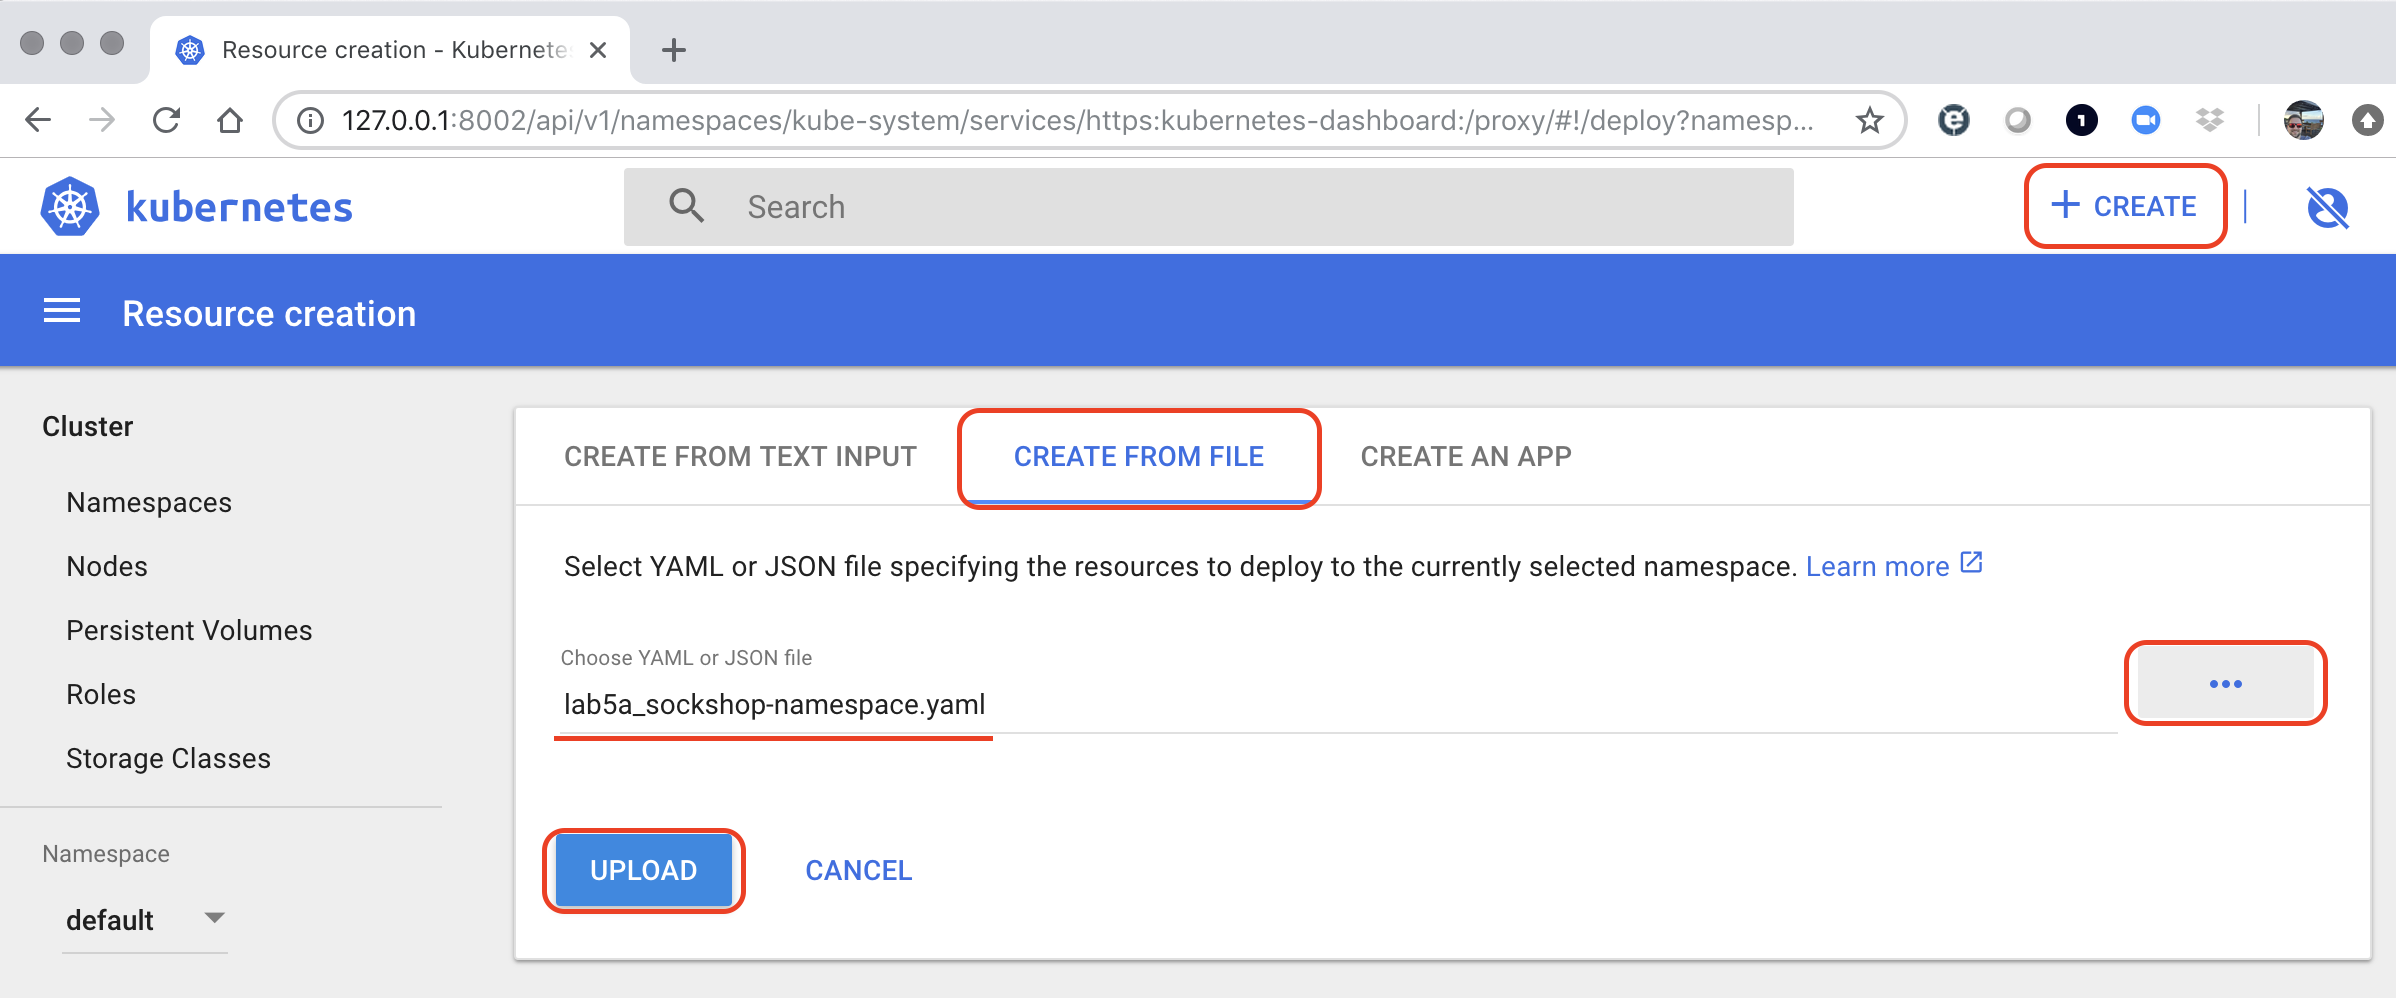 Resource creation - Kubernetes
127.0.0.1:8002/api/v1/namespaces/kube-system/services/https:kubernetes-dashboard:/proxy/#!/deploy?namesp...
1
kubernetes
Search
+ CREATE
Resource creation
Cluster
Namespaces
Nodes
Persistent Volumes
Roles
Storage Classes
Namespace
default
CREATE FROM TEXT INPUT
CREATE FROM FILE
CREATE AN APP
Select YAML or JSON file specifying the resources to deploy to the currently selected namespace. Learn more
Choose YAML or JSON file
lab5a_sockshop-namespace.yaml
...
UPLOAD
CANCEL